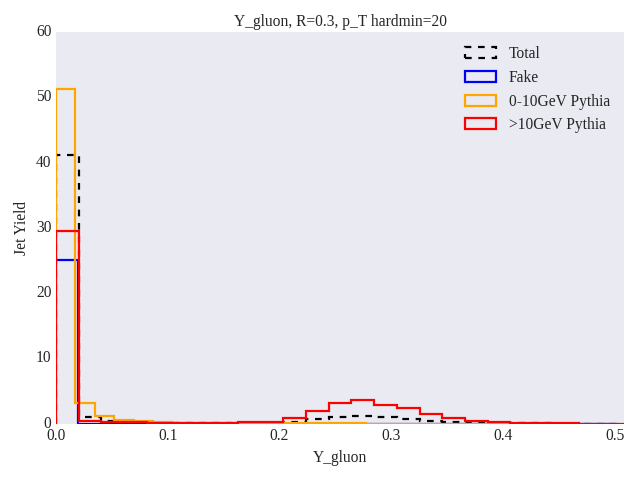 Y_gluon, R=0.3, p_T hardmin=20
60
50
40
30
20
10
0
Jet Yield
Total
Fake
0-10GeV Pythia
>10GeV Pythia
0.0 0.1 0.2 0.3 0.4 0.5
Y_gluon